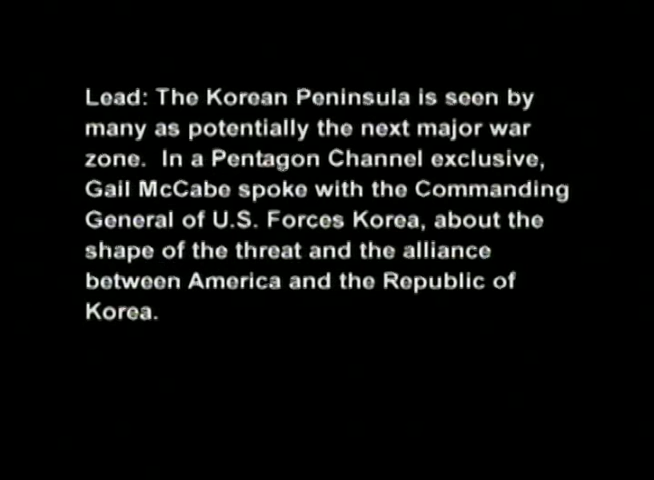 Lead: The Korean Peninsula is seen by
many as potentially the next major war
zone. In a Pentagon Channel exclusive,
Gail McCabe spoke with the Commanding
General of U.S. Forces Korea, about the
shape of the threat and the alliance
between America and the Republic of
Korea.